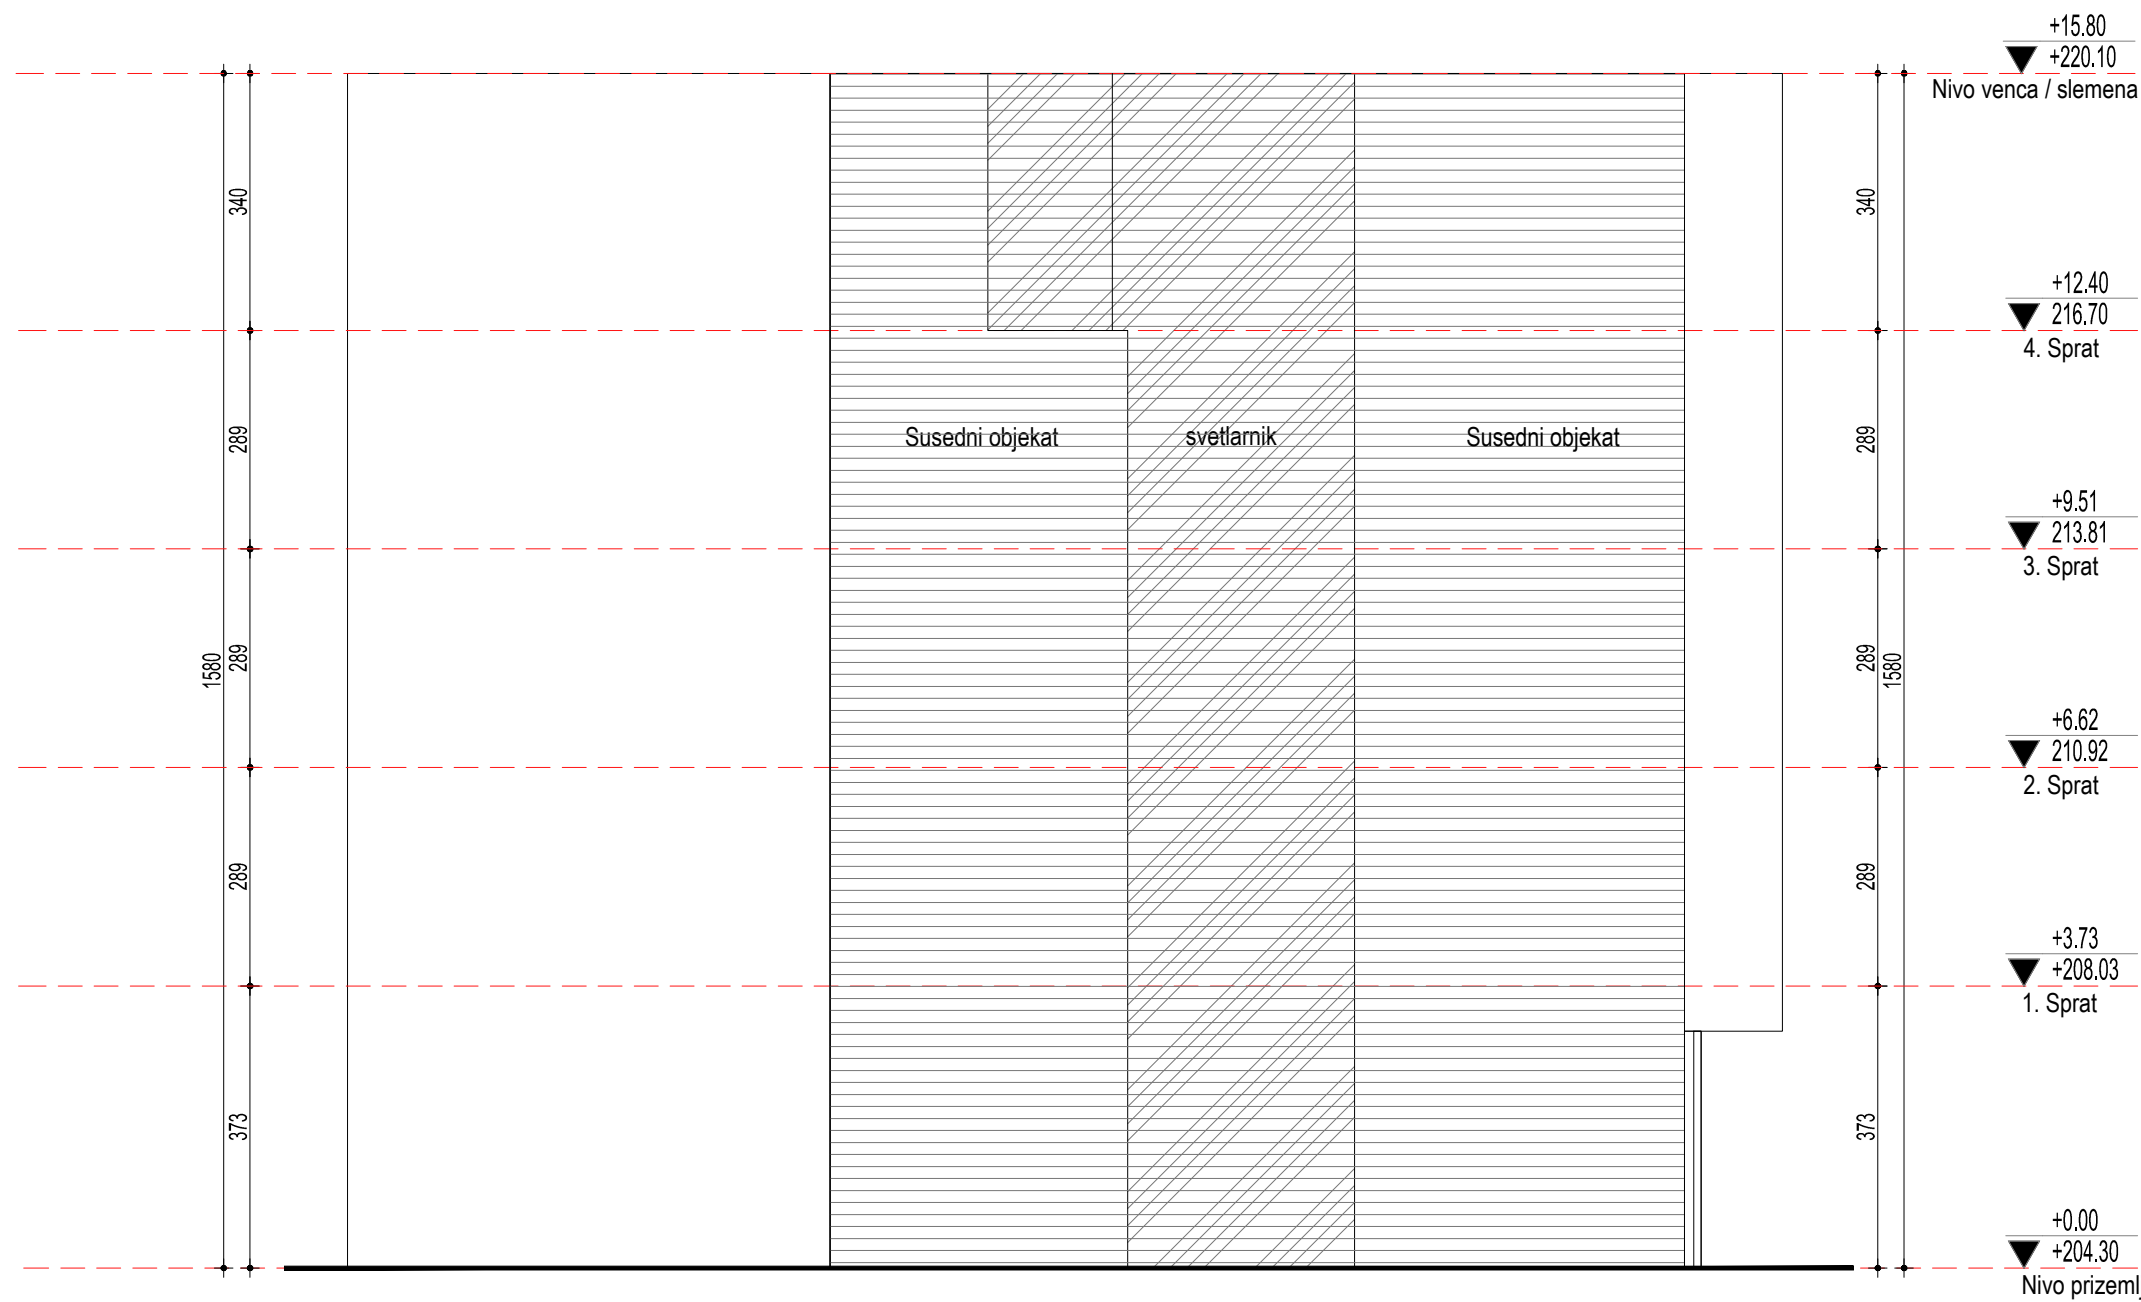 +15.80
+220.10
Nivo venca / slemena
340
340
+12.40
216.70
4. Sprat
289
Susedni objekat
svetlarnik
Susedni objekat
289
+9.51
213.81
3. Sprat
1580
289
289
1580
+6.62
210.92
2. Sprat
289
289
+3.73
+208.03
1. Sprat
373
373
+0.00
+204.30
Nivo prizemlj